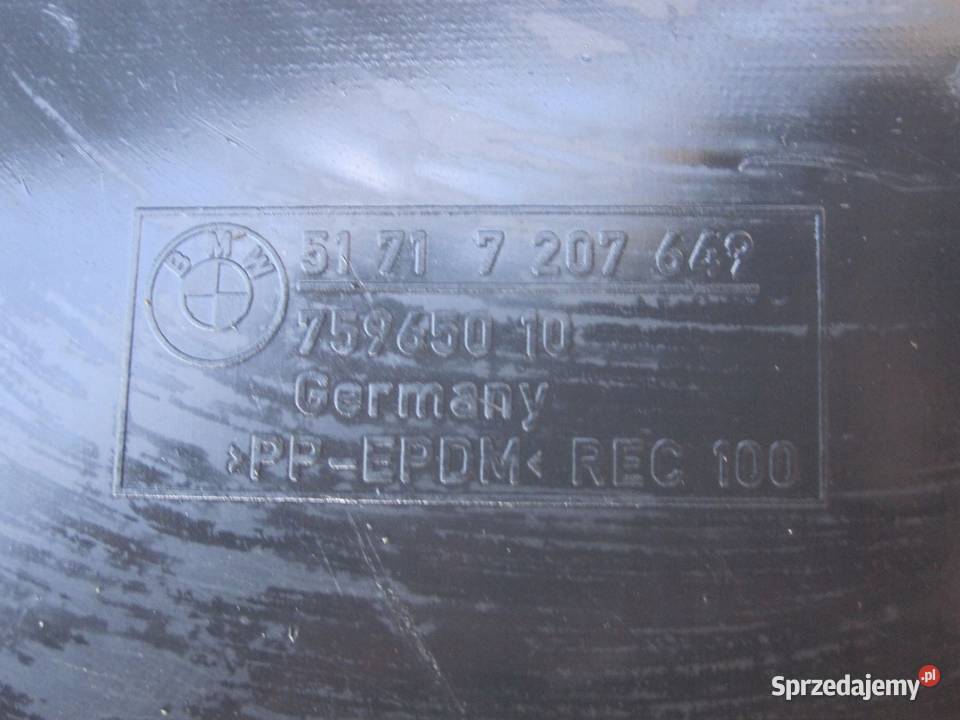 BMW
51 71 7 207 649
759650 10
Germany
>PP-EPDM< REC 100
Sprzedajemy.pl